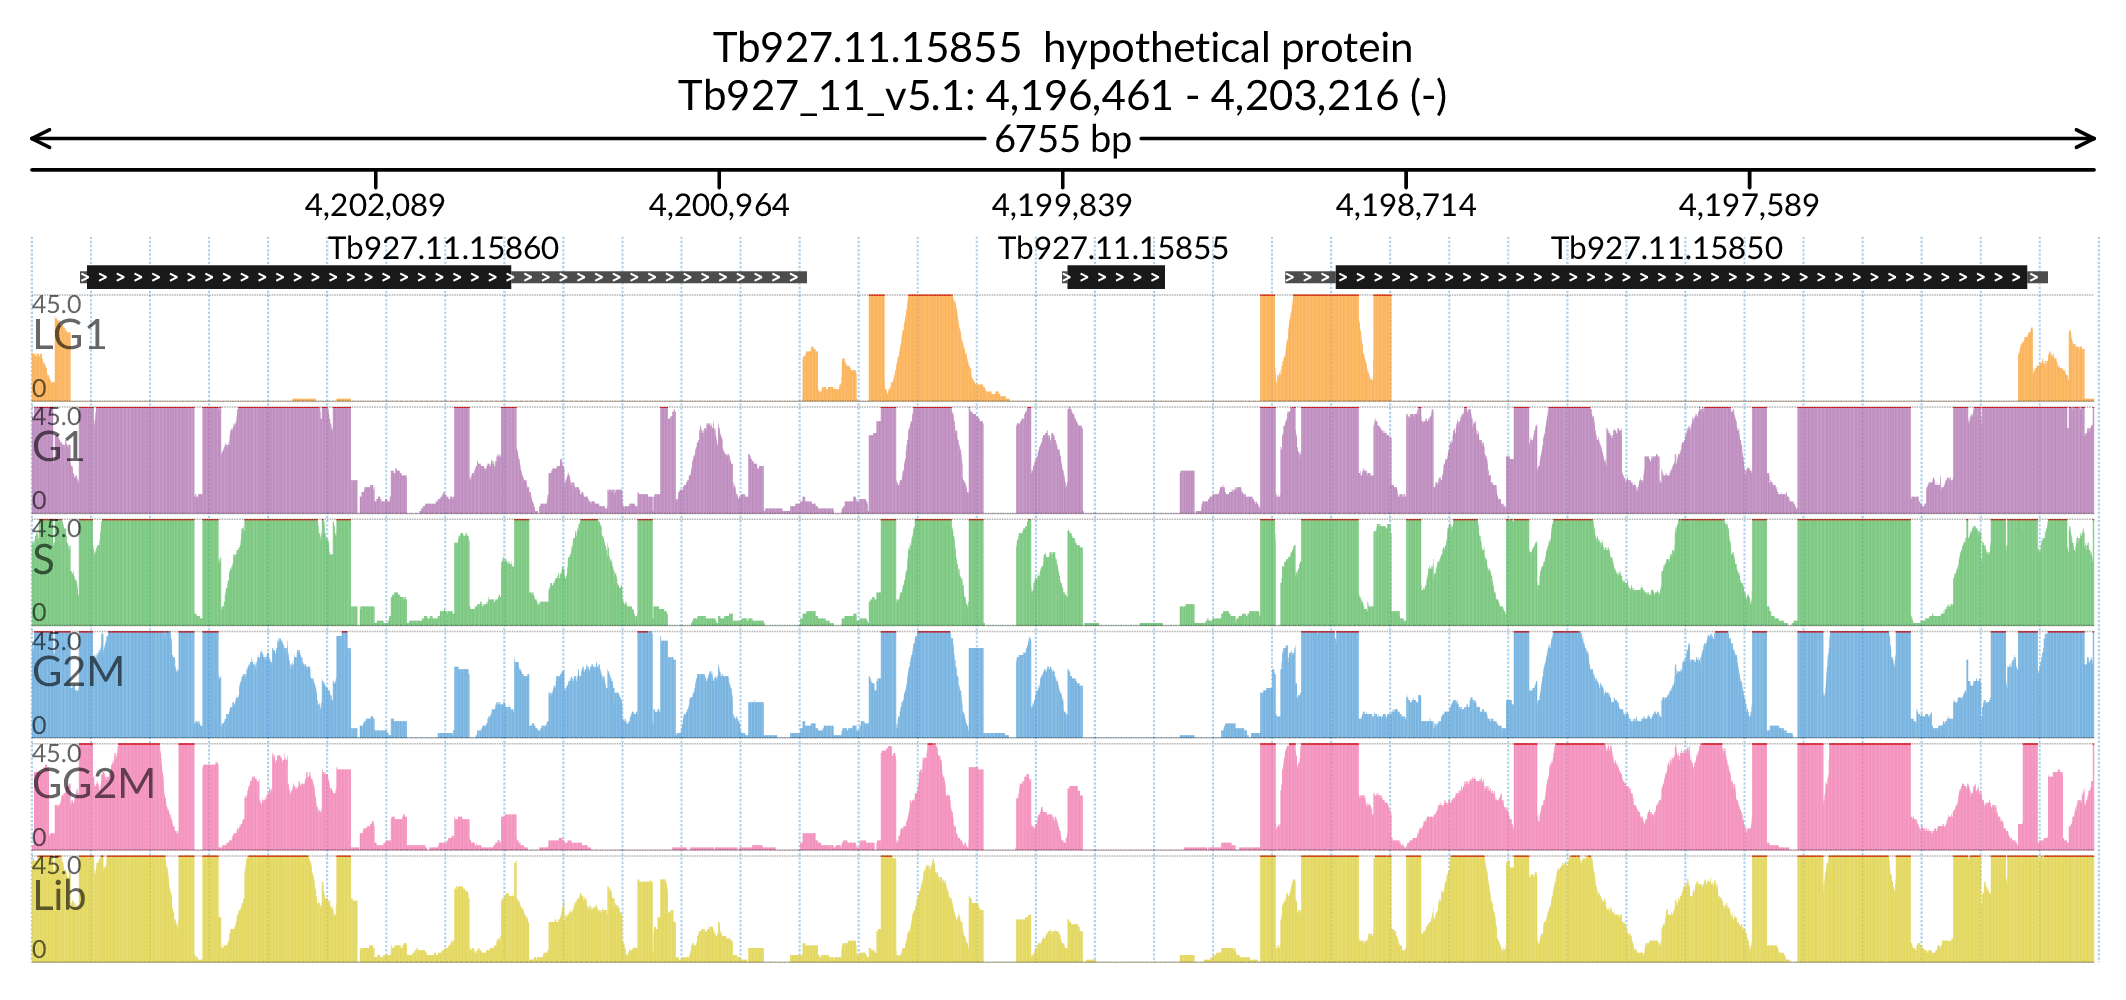 Tb927.11.15855  hypothetical protein
Tb927_11_v5.1: 4,196,461 - 4,203,216 (-)
6755 bp
4,202,089 4,200,964 4,199,839 4,198,714 4,197,589
Tb927.11.15860 Tb927.11.15855 Tb927.11.15850
45.0
LG1
0
45.0
G1
0
45.0
S
0
45.0
G2M
0
45.0
GG2M
0
45.0
Lib
0